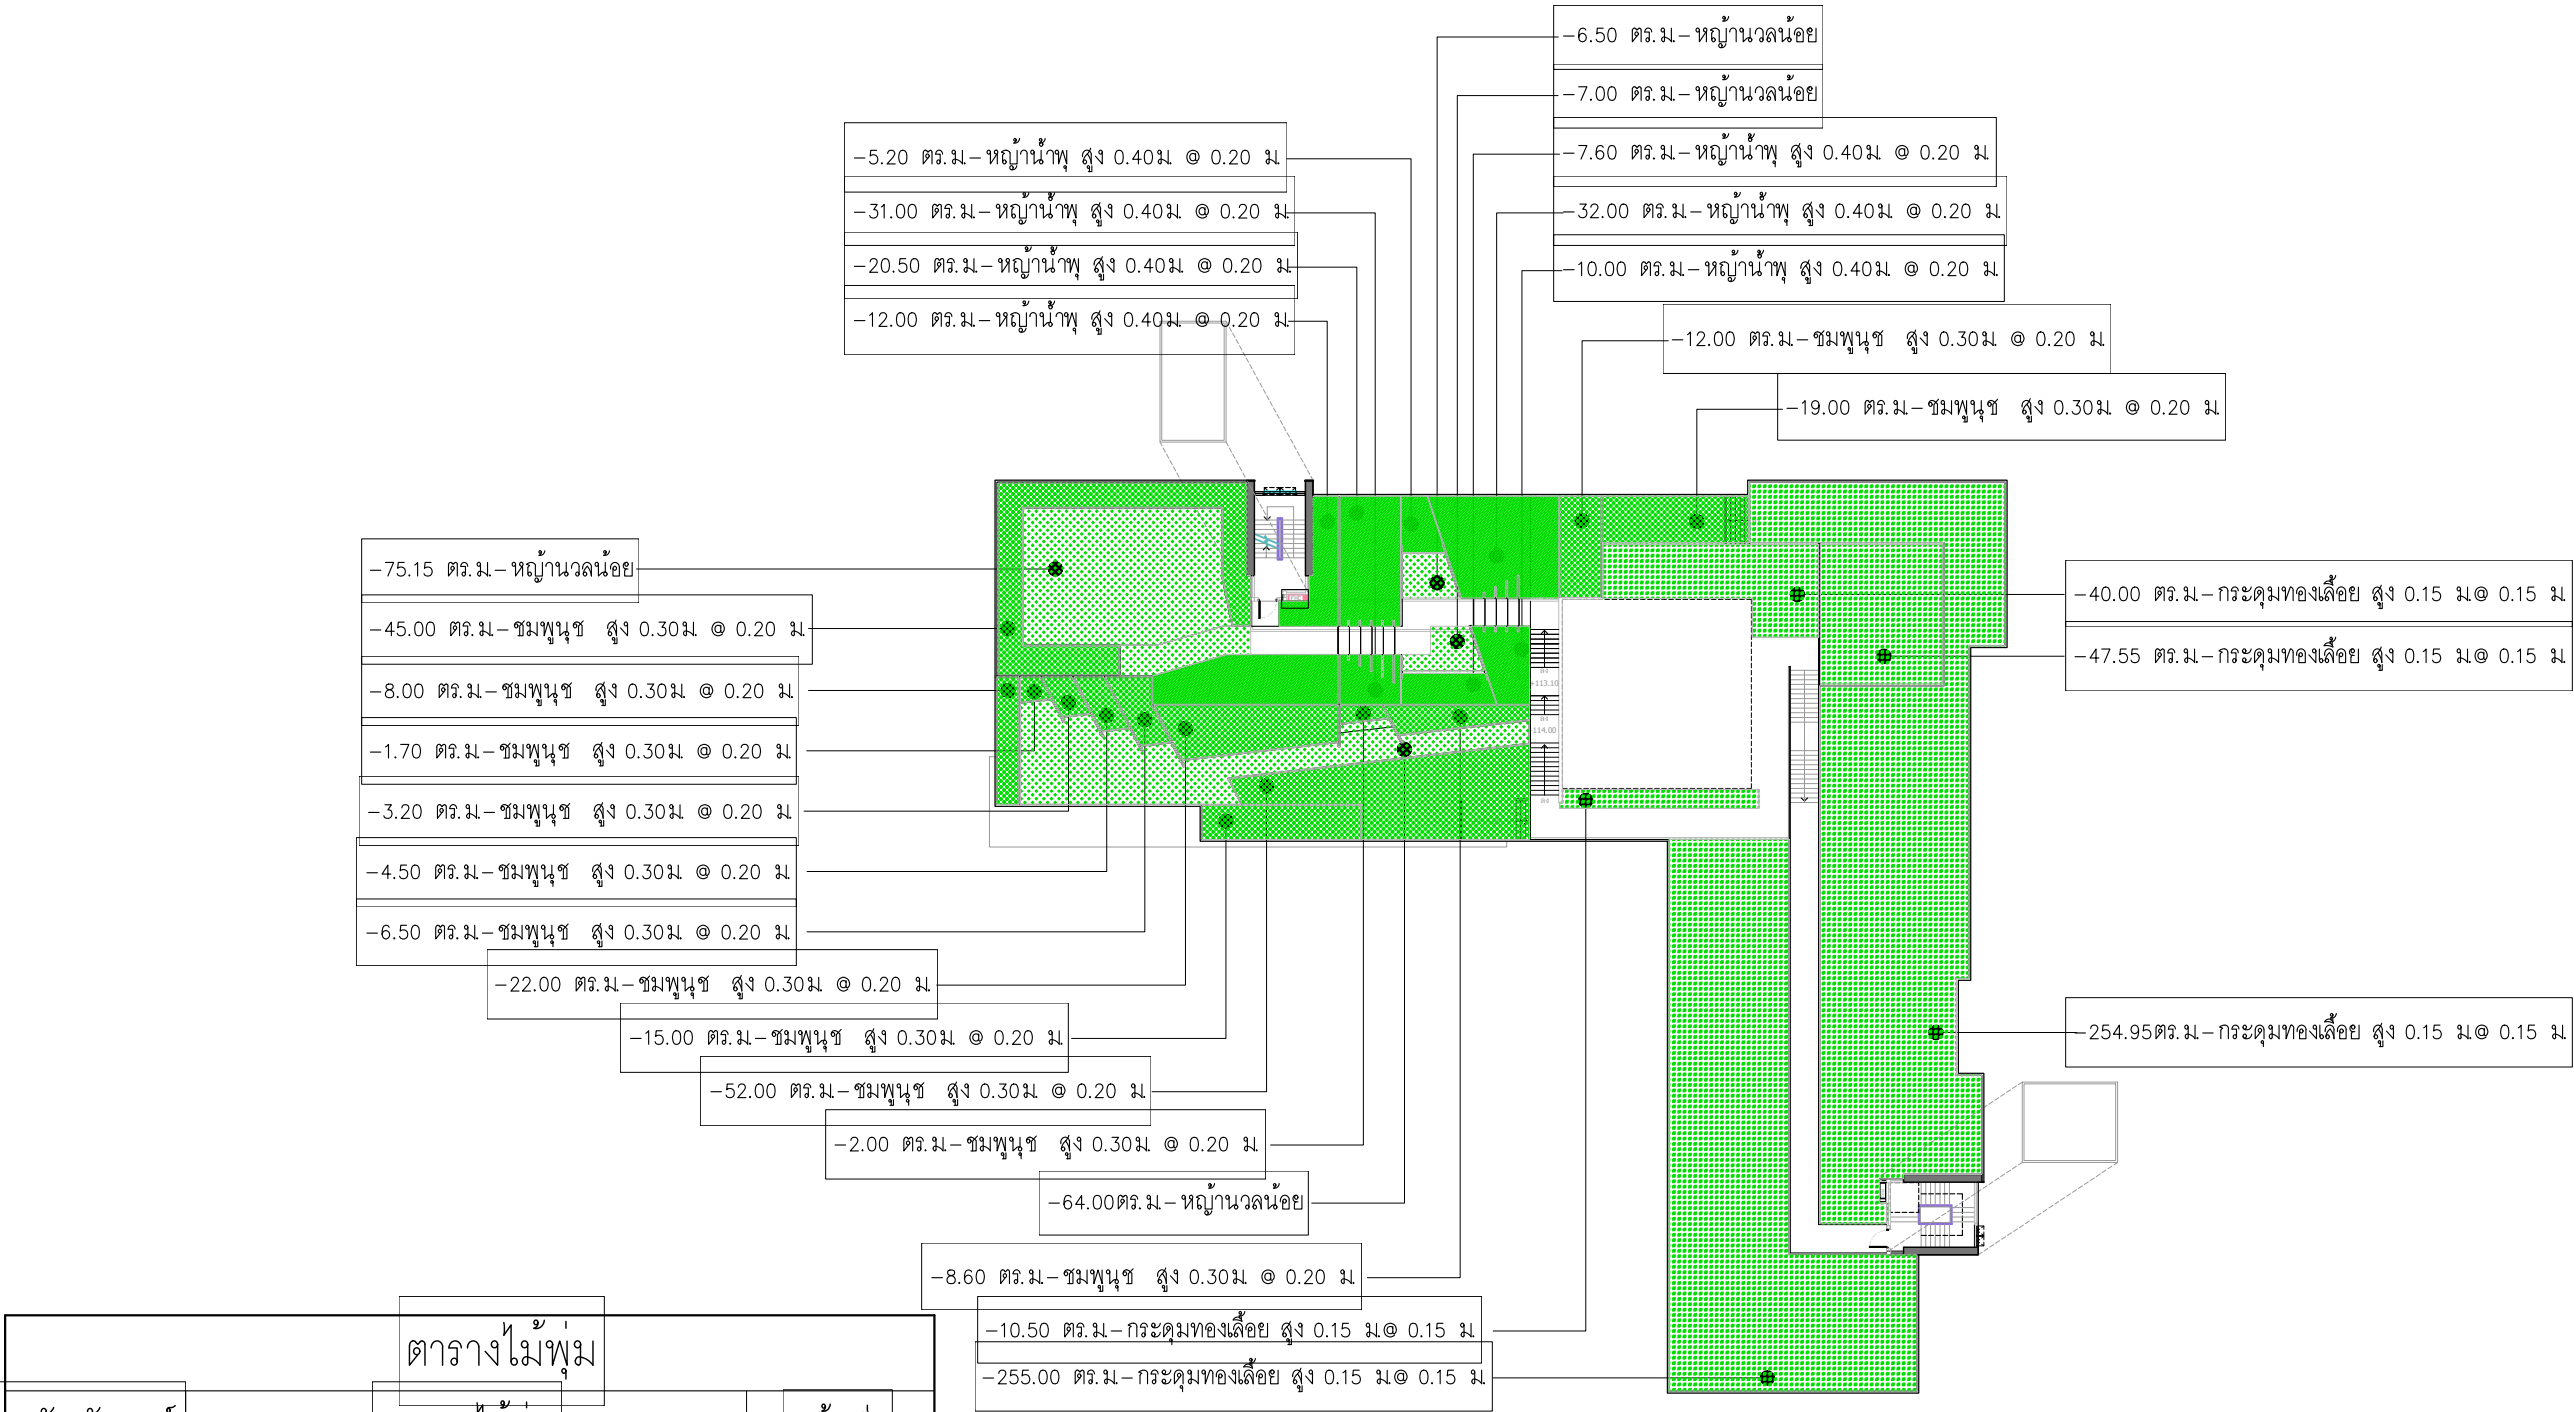 -6.50 ตร.ม.-หญ้านวลน้อย
-7.00 ตร.ม.-หญ้านวลน้อย
-7.60 ตร.ม.-หญ้าน้ำพุ สูง 0.40ม. @ 0.20 ม.
-32.00 ตร.ม.-หญ้าน้ำพุ สูง 0.40ม. @ 0.20 ม.
-10.00 ตร.ม.-หญ้าน้ำพุ สูง 0.40ม. @ 0.20 ม.
-5.20 ตร.ม.-หญ้าน้ำพุ สูง 0.40ม. @ 0.20 ม.
-31.00 ตร.ม.-หญ้าน้ำพุ สูง 0.40ม. @ 0.20 ม.
-20.50 ตร.ม.-หญ้าน้ำพุ สูง 0.40ม. @ 0.20 ม.
-12.00 ตร.ม.-หญ้าน้ำพุ สูง 0.40ม. @ 0.20 ม.
-12.00 ตร.ม.-ชมพูนุช สูง 0.30ม. @ 0.20 ม.
-19.00 ตร.ม.-ชมพูนุช สูง 0.30ม. @ 0.20 ม.
-75.15 ตร.ม.-หญ้านวลน้อย
-45.00 ตร.ม.-ชมพูนุช สูง 0.30ม. @ 0.20 ม.
-8.00 ตร.ม.-ชมพูนุช สูง 0.30ม. @ 0.20 ม.
-1.70 ตร.ม.-ชมพูนุช สูง 0.30ม. @ 0.20 ม.
-3.20 ตร.ม.-ชมพูนุช สูง 0.30ม. @ 0.20 ม.
-4.50 ตร.ม.-ชมพูนุช สูง 0.30ม. @ 0.20 ม.
-6.50 ตร.ม.-ชมพูนุช สูง 0.30ม. @ 0.20 ม.
-22.00 ตร.ม.-ชมพูนุช สูง 0.30ม. @ 0.20 ม.
-15.00 ตร.ม.-ชมพูนุช สูง 0.30ม. @ 0.20 ม.
-52.00 ตร.ม.-ชมพูนุช สูง 0.30ม. @ 0.20 ม.
-2.00 ตร.ม.-ชมพูนุช สูง 0.30ม. @ 0.20 ม.
-64.00ตร.ม.-หญ้านวลน้อย
-8.60 ตร.ม.-ชมพูนุช สูง 0.30ม. @ 0.20 ม.
-10.50 ตร.ม.-กระดุมทองเลื้อย สูง 0.15 ม.@ 0.15 ม.
-255.00 ตร.ม.-กระดุมทองเลื้อย สูง 0.15 ม.@ 0.15 ม.
-40.00 ตร.ม.-กระดุมทองเลื้อย สูง 0.15 ม.@ 0.15 ม.
-47.55 ตร.ม.-กระดุมทองเลื้อย สูง 0.15 ม.@ 0.15 ม.
-254.95ตร.ม.-กระดุมทองเลื้อย สูง 0.15 ม.@ 0.15 ม.
+113.10
114.00
ตารางไม้พุ่ม